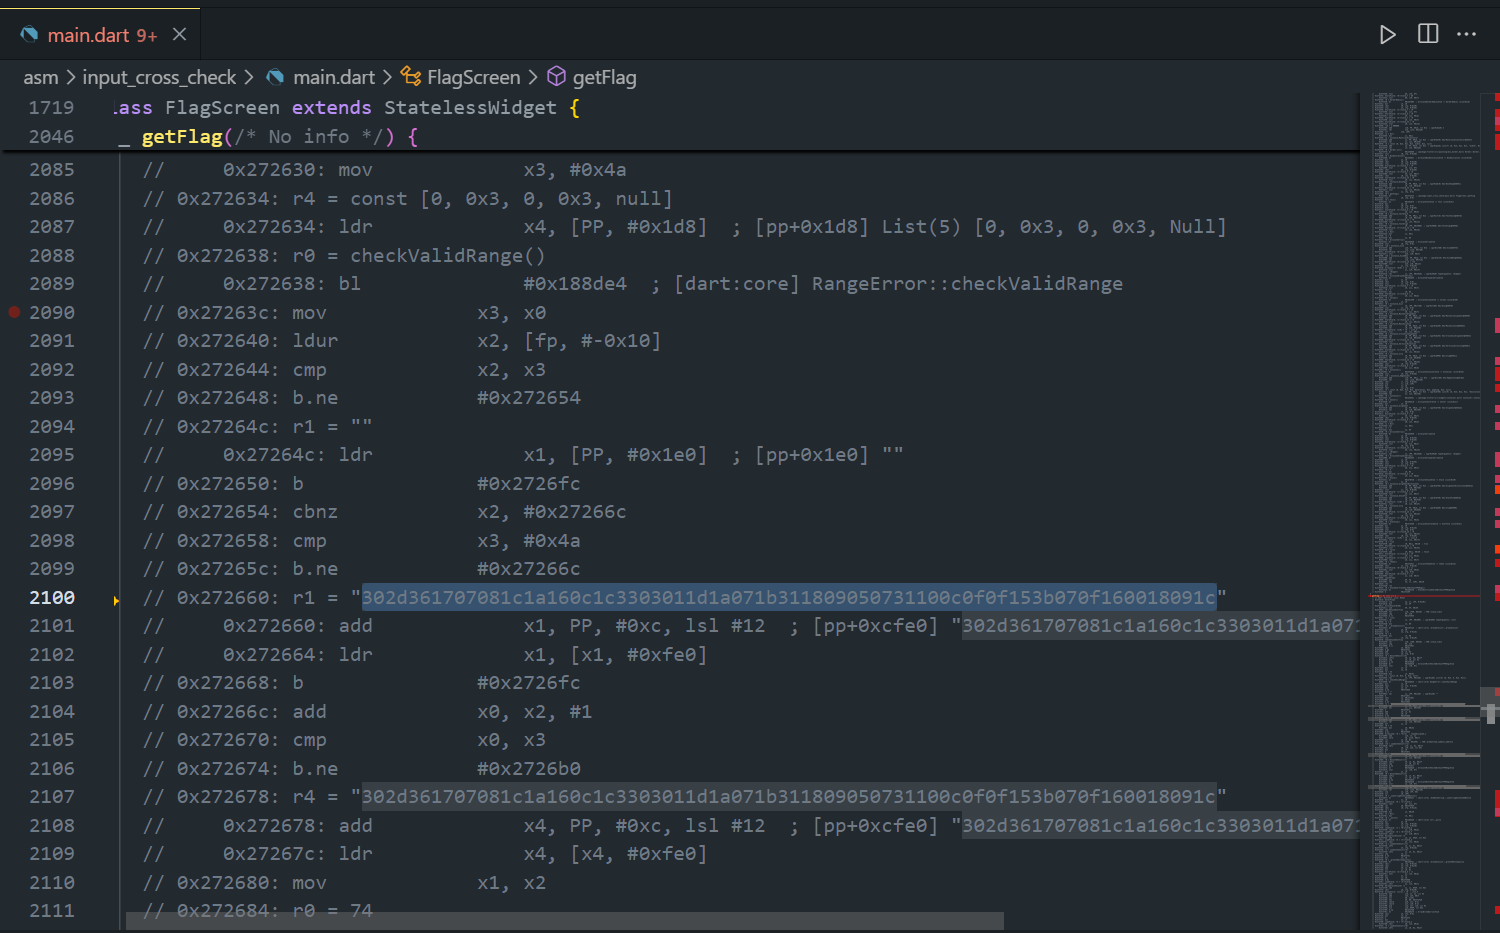 main.dart 9+
asm > input_cross_check > main.dart > FlagScreen > getFlag
1719 lass FlagScreen extends StatelessWidget {
2046 _ getFlag(/* No info */) {
2085 // 0x272630: mov x3, #0x4a
2086 // 0x272634: r4 = const [0, 0x3, 0, 0x3, null]
2087 // 0x272634: ldr x4, [PP, #0x1d8] ; [pp+0x1d8] List(5) [0, 0x3, 0, 0x3, Null]
2088 // 0x272638: r0 = checkValidRange()
2089 // 0x272638: bl #0x188de4 ; [dart:core] RangeError::checkValidRange
2090 // 0x27263c: mov x3, x0
2091 // 0x272640: ldur x2, [fp, #-0x10]
2092 // 0x272644: cmp x2, x3
2093 // 0x272648: b.ne #0x272654
2094 // 0x27264c: r1 = ""
2095 // 0x27264c: ldr x1, [PP, #0x1e0] ; [pp+0x1e0] ""
2096 // 0x272650: b #0x2726fc
2097 // 0x272654: cbnz x2, #0x27266c
2098 // 0x272658: cmp x3, #0x4a
2099 // 0x27265c: b.ne #0x27266c
2100 // 0x272660: r1 = "302d361707081c1a160c1c3303011d1a071b311809050731100c0f0f153b070f160018091c"
2101 // 0x272660: add x1, PP, #0xc, lsl #12 ; [pp+0xcfe0] "302d361707081c1a160c1c3303011d1a071
2102 // 0x272664: ldr x1, [x1, #0xfe0]
2103 // 0x272668: b #0x2726fc
2104 // 0x27266c: add x0, x2, #1
2105 // 0x272670: cmp x0, x3
2106 // 0x272674: b.ne #0x2726b0
2107 // 0x272678: r4 = "302d361707081c1a160c1c3303011d1a071b311809050731100c0f0f153b070f160018091c"
2108 // 0x272678: add x4, PP, #0xc, lsl #12 ; [pp+0xcfe0] "302d361707081c1a160c1c3303011d1a071
2109 // 0x27267c: ldr x4, [x4, #0xfe0]
2110 // 0x272680: mov x1, x2
2111 // 0x272684: r0 = 74